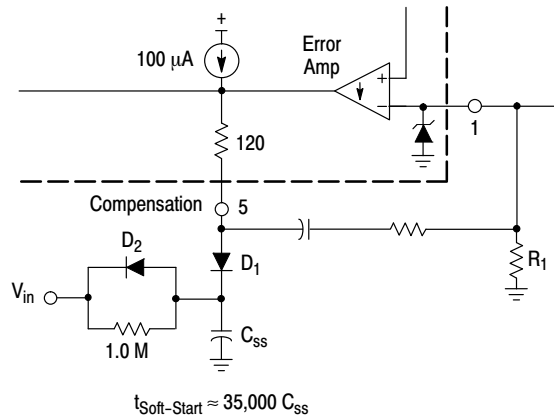 +
100 μA
Error
Amp
+
−
1
120
Compensation
5
D2
D1
R1
Vin
Css
1.0 M
tSoft–Start ≈ 35,000 Css